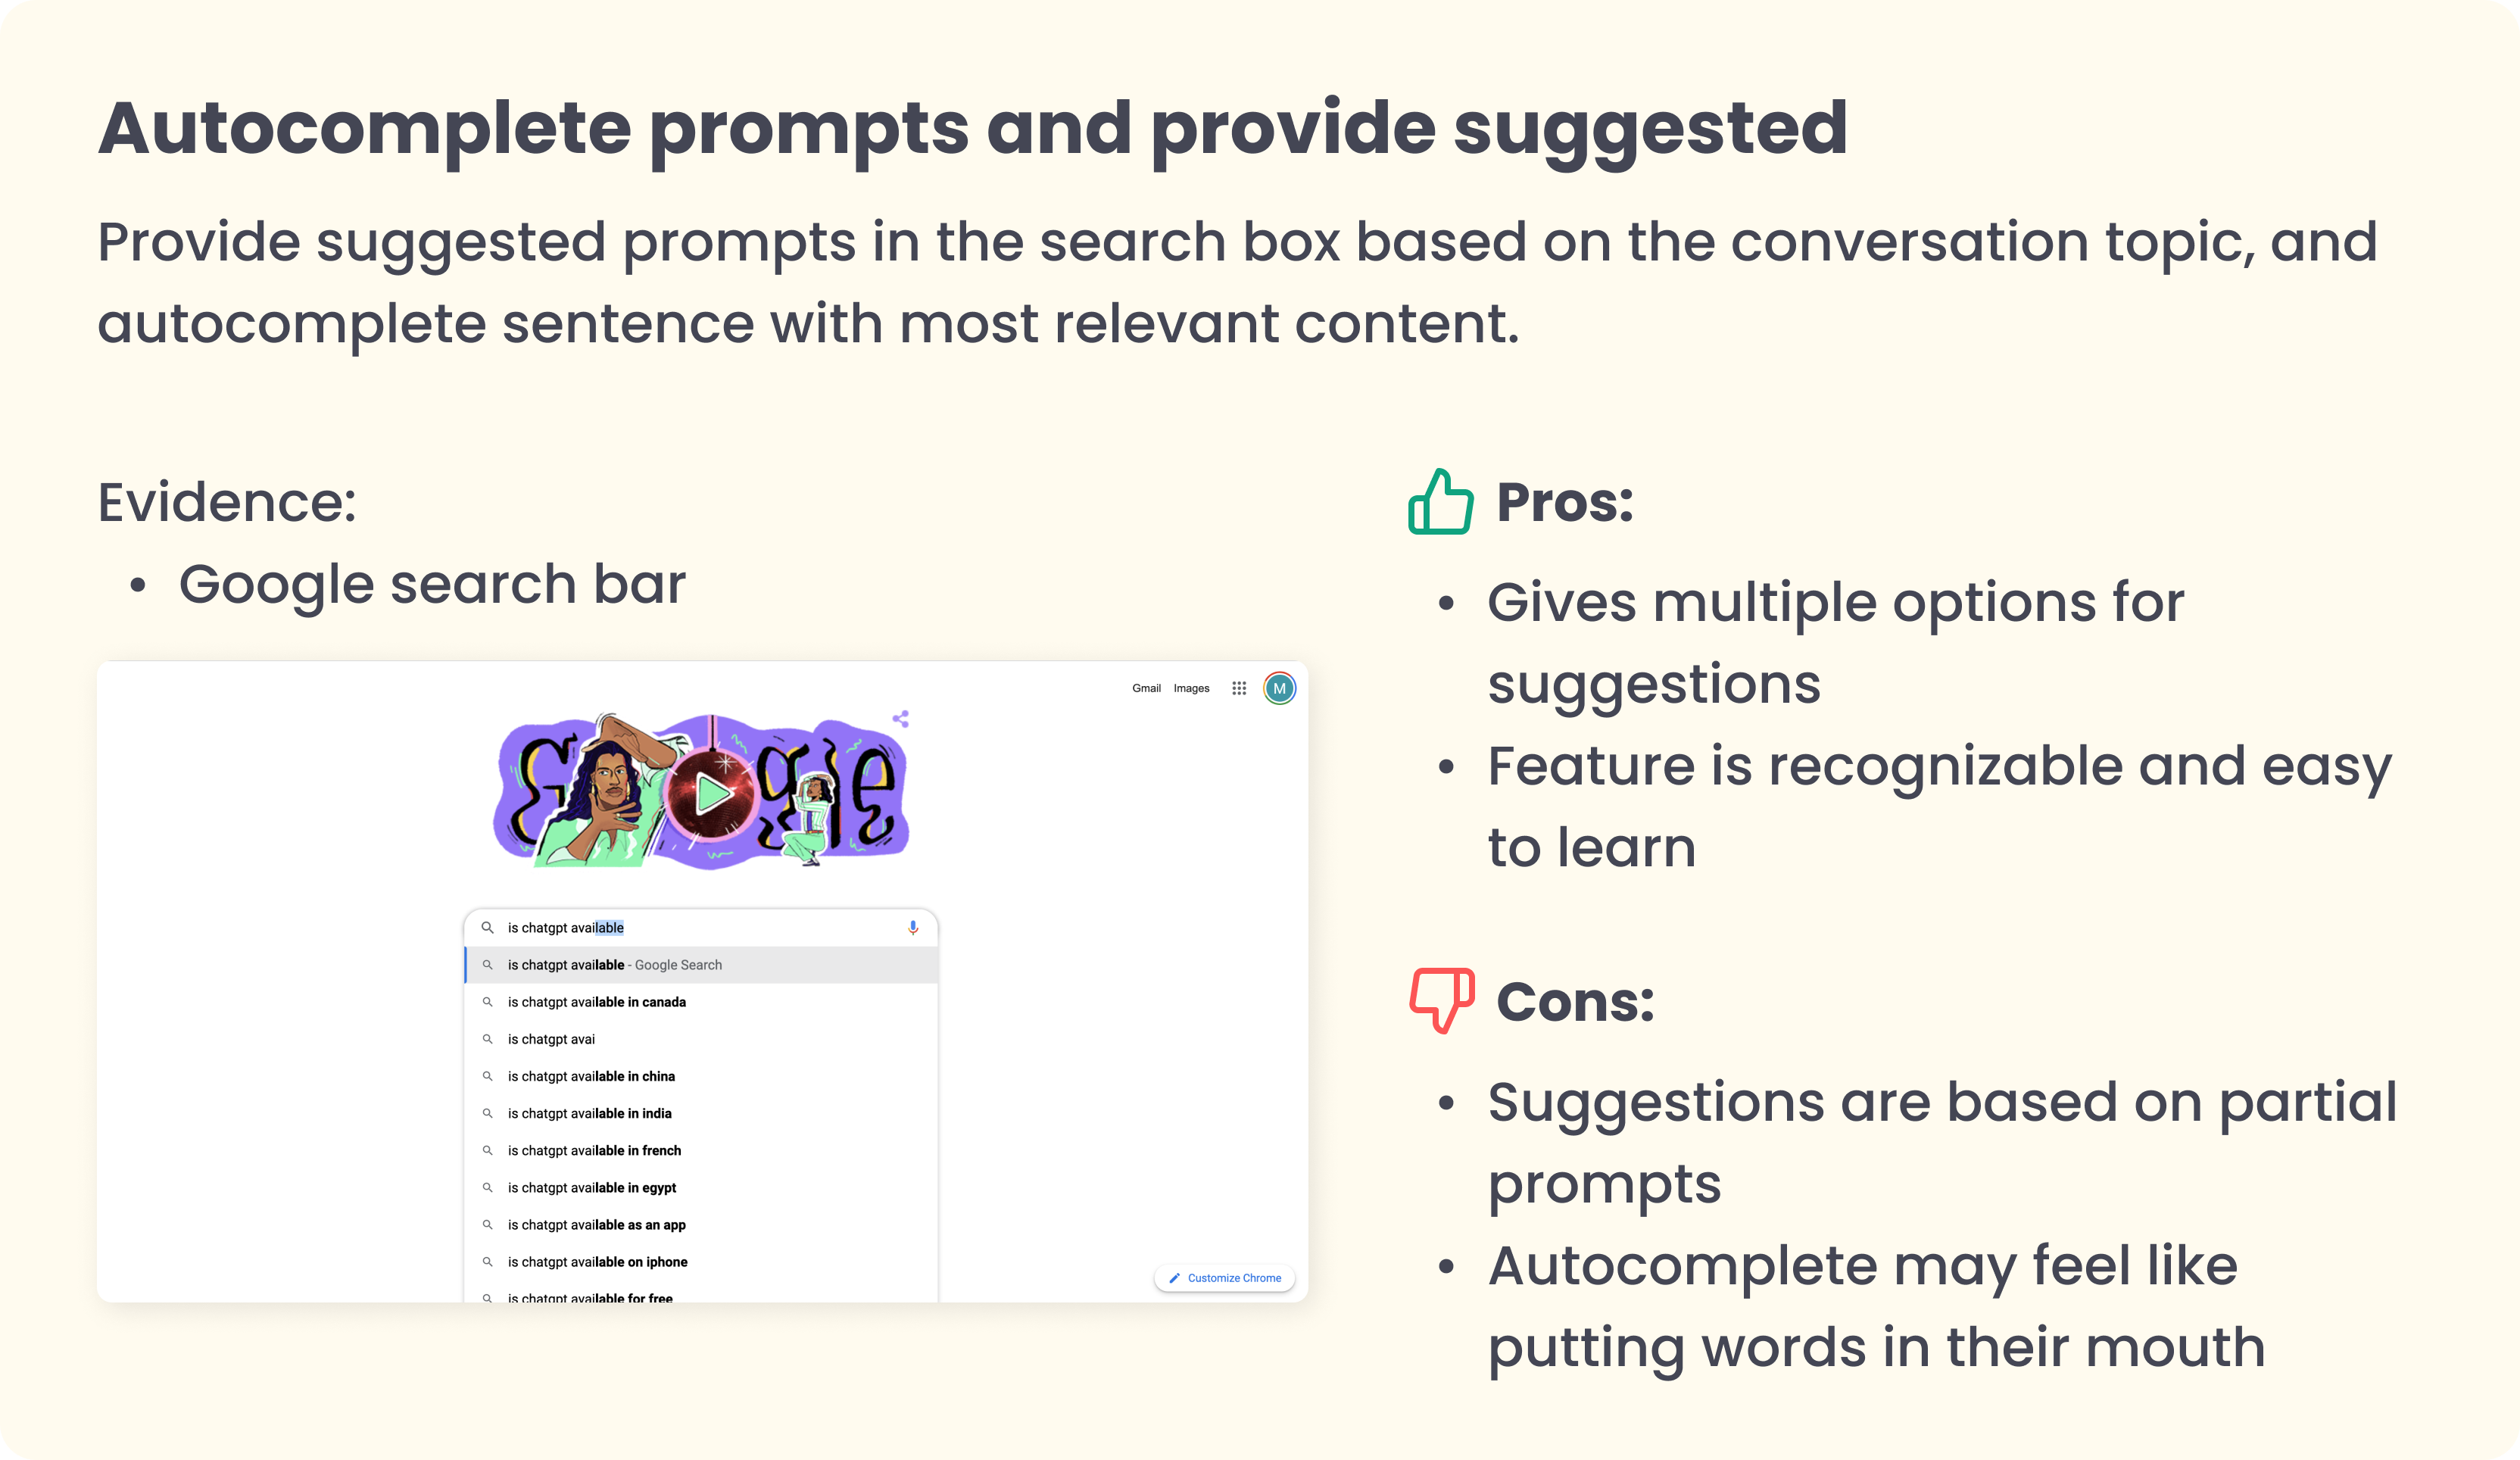 Autocomplete prompts and provide suggested
Provide suggested prompts in the search box based on the conversation topic, and
autocomplete sentence with most relevant content.
Evidence:
• Google search bar
Gmail Images
M
Google
is chatgpt available
is chatgpt available - Google Search
is chatgpt available in canada
is chatgpt avai
is chatgpt available in china
is chatgpt available in india
is chatgpt available in french
is chatgpt available in egypt
is chatgpt available as an app
is chatgpt available on iphone
is chatgpt available for free
Customize Chrome
Pros:
• Gives multiple options for
suggestions
• Feature is recognizable and easy
to learn
Cons:
• Suggestions are based on partial
prompts
• Autocomplete may feel like
putting words in their mouth